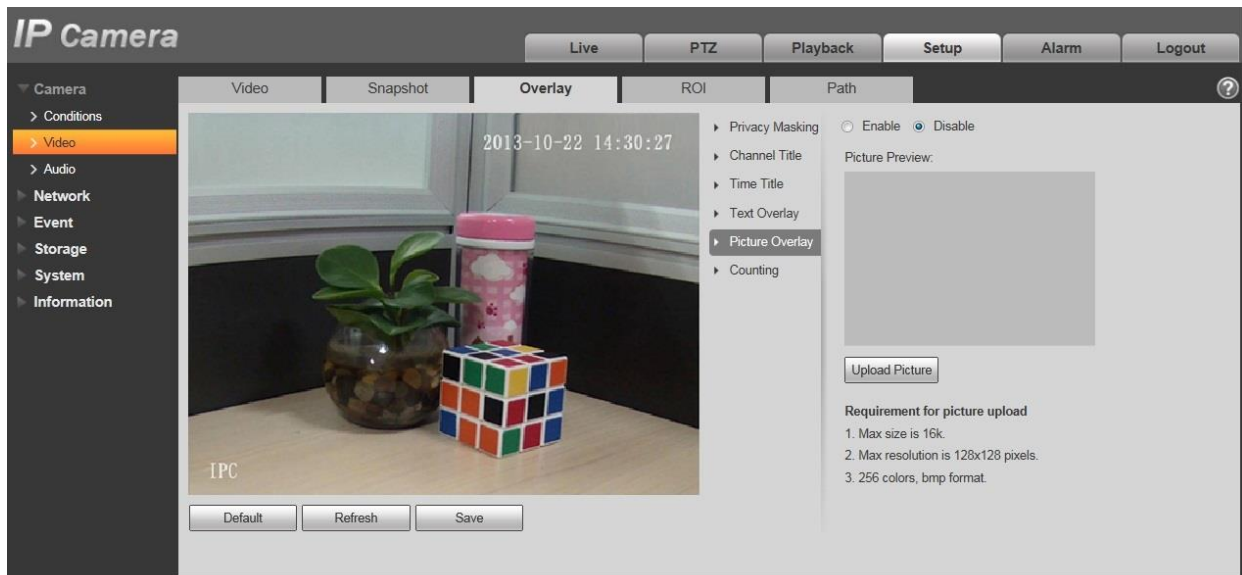 IP Camera
Live PTZ Playback Setup Alarm Logout
Camera
Conditions
Video
Audio
Network
Event
Storage
System
Information
Video Snapshot Overlay ROI Path
?
2013-10-22 14:30:27
IPC
Default Refresh Save
Privacy Masking
Channel Title
Time Title
Text Overlay
Picture Overlay
Counting
Enable Disable
Picture Preview:
Upload Picture
Requirement for picture upload
1. Max size is 16k.
2. Max resolution is 128x128 pixels.
3. 256 colors, bmp format.